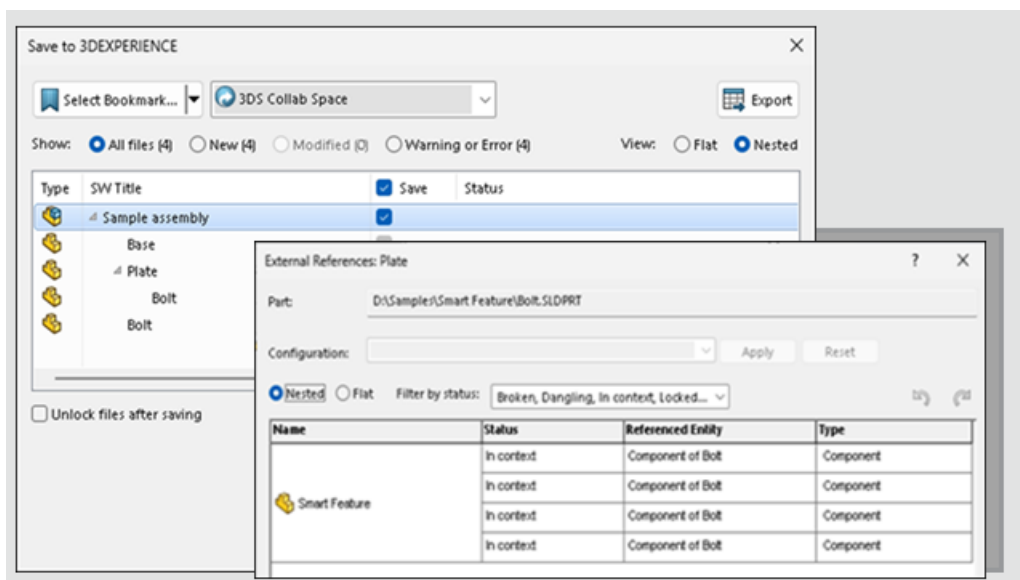 Save to 3DEXPERIENCE
Select Bookmark... 3DS Collab Space Export
Show: All files (4) New (4) Modified (0) Warning or Error (4) View: Flat Nested
Type SW Title Save Status
Sample assembly
Base
Plate
Bolt
Bolt
Unlock files after saving
External References: Plate ?
Part: D:\Samples\Smart Feature\Bolt.SLDPRT
Configuration: Apply Reset
Nested Flat Filter by status: Broken, Dangling, In context, Locked...
Name Status Referenced Entity Type
In context Component of Bolt Component
In context Component of Bolt Component
Smart Feature
In context Component of Bolt Component
In context Component of Bolt Component